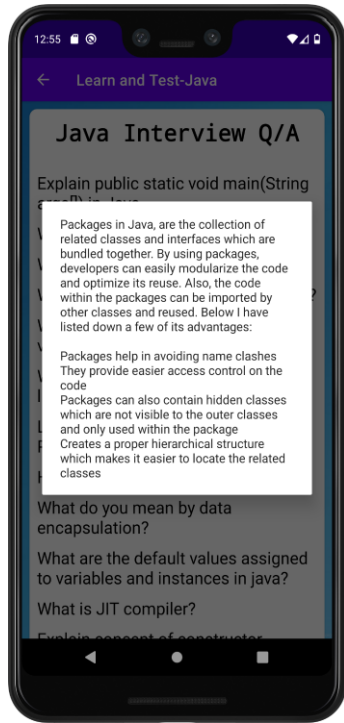 12:55
Learn and Test-Java
Java Interview Q/A
Explain public static void main(String
Packages in Java, are the collection of
related classes and interfaces which are
bundled together. By using packages,
developers can easily modularize the code
and optimize its reuse. Also, the code
within the packages can be imported by
other classes and reused. Below I have
listed down a few of its advantages:
Packages help in avoiding name clashes
They provide easier access control on the
code
Packages can also contain hidden classes
which are not visible to the outer classes
and only used within the package
Creates a proper hierarchical structure
which makes it easier to locate the related
classes
What do you mean by data
encapsulation?
What are the default values assigned
to variables and instances in java?
What is JIT compiler?
Explain concept of constructor